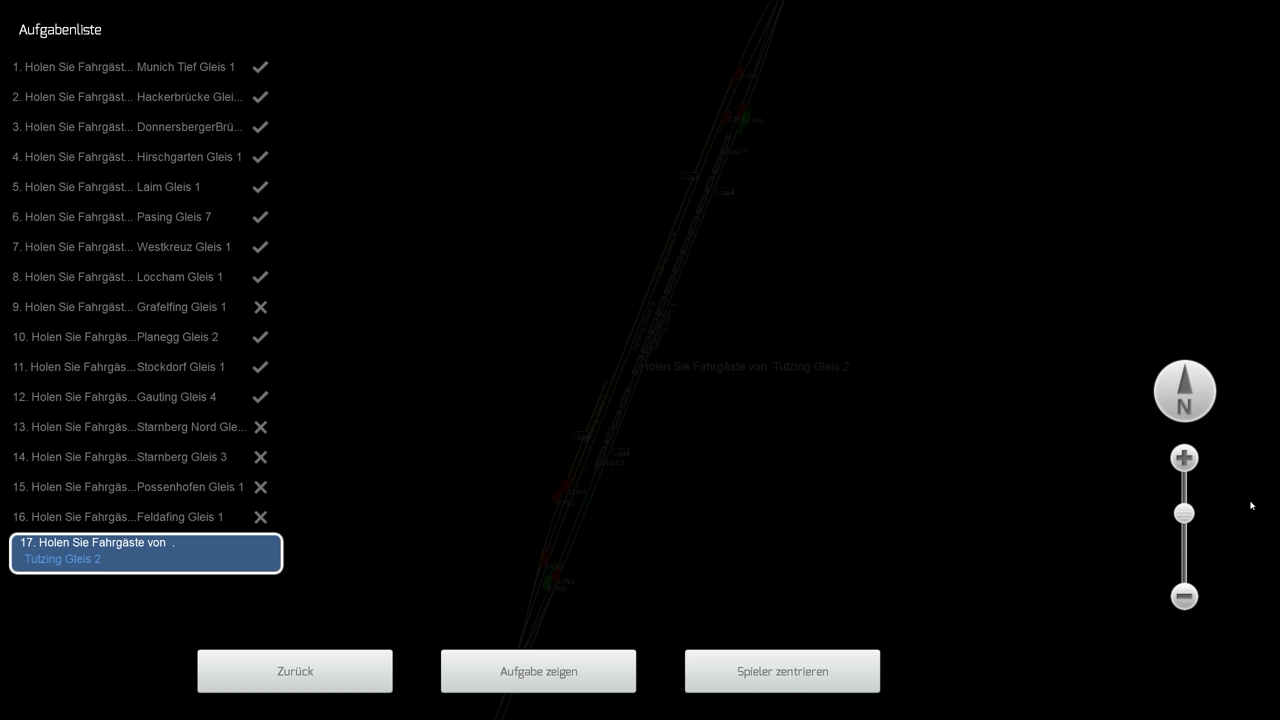 Aufgabenliste
1. Holen Sie Fahrgäst... Munich Tief Gleis 1
2. Holen Sie Fahrgäst... Hackerbrücke Glei...
3. Holen Sie Fahrgäst... DonnersbergerBrü...
4. Holen Sie Fahrgäst... Hirschgarten Gleis 1
5. Holen Sie Fahrgäst... Laim Gleis 1
6. Holen Sie Fahrgäst... Pasing Gleis 7
7. Holen Sie Fahrgäst... Westkreuz Gleis 1
8. Holen Sie Fahrgäst... Loccham Gleis 1
9. Holen Sie Fahrgäst... Grafelfing Gleis 1
10. Holen Sie Fahrgäs...Planegg Gleis 2
11. Holen Sie Fahrgäs...Stockdorf Gleis 1
12. Holen Sie Fahrgäs...Gauting Gleis 4
13. Holen Sie Fahrgäs...Starnberg Nord Gle...
14. Holen Sie Fahrgäs...Starnberg Gleis 3
15. Holen Sie Fahrgäs...Possenhofen Gleis 1
16. Holen Sie Fahrgäs...Feldafing Gleis 1
17. Holen Sie Fahrgäste von .
Tutzing Gleis 2
Holen Sie Fahrgäste von Tutzing Gleis 2.
N
Zurück
Aufgabe zeigen
Spieler zentrieren